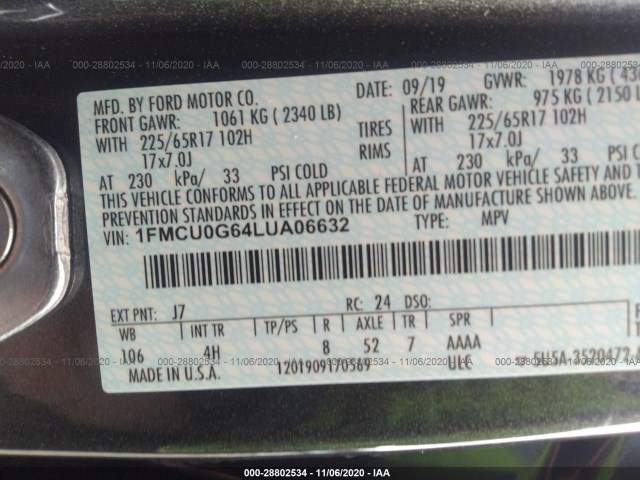 000-28802534 - 11/06/2020 - IAA
MFD. BY FORD MOTOR CO.
DATE: 09/19 GVWR: 1978 KG
FRONT GAWR: 1061 KG ( 2340 LB)
REAR GAWR: 975 KG ( 2150
WITH 225/65R17 102H TIRES WITH 225/65R17 102H
17x7.0J RIMS 17x7.0J
AT 230 kPa/ 33 PSI COLD AT 230 kPa/ 33 PSI
THIS VEHICLE CONFORMS TO ALL APPLICABLE FEDERAL MOTOR VEHICLE SAFETY AND
PREVENTION STANDARDS IN EFFECT ON THE DATE OF MANUFACTURE SHOWN ABOVE.
VIN: 1FMCU0G64LUA06632 TYPE: MPV
EXT PNT: J7 RC: 24 DSO:
WB INT TR TP/PS R AXLE TR SPR
106 4H 8 52 7 AAAA
ULL
MADE IN U.S.A. 1201909170569
000-28802534 - 11/06/2020 - IAA